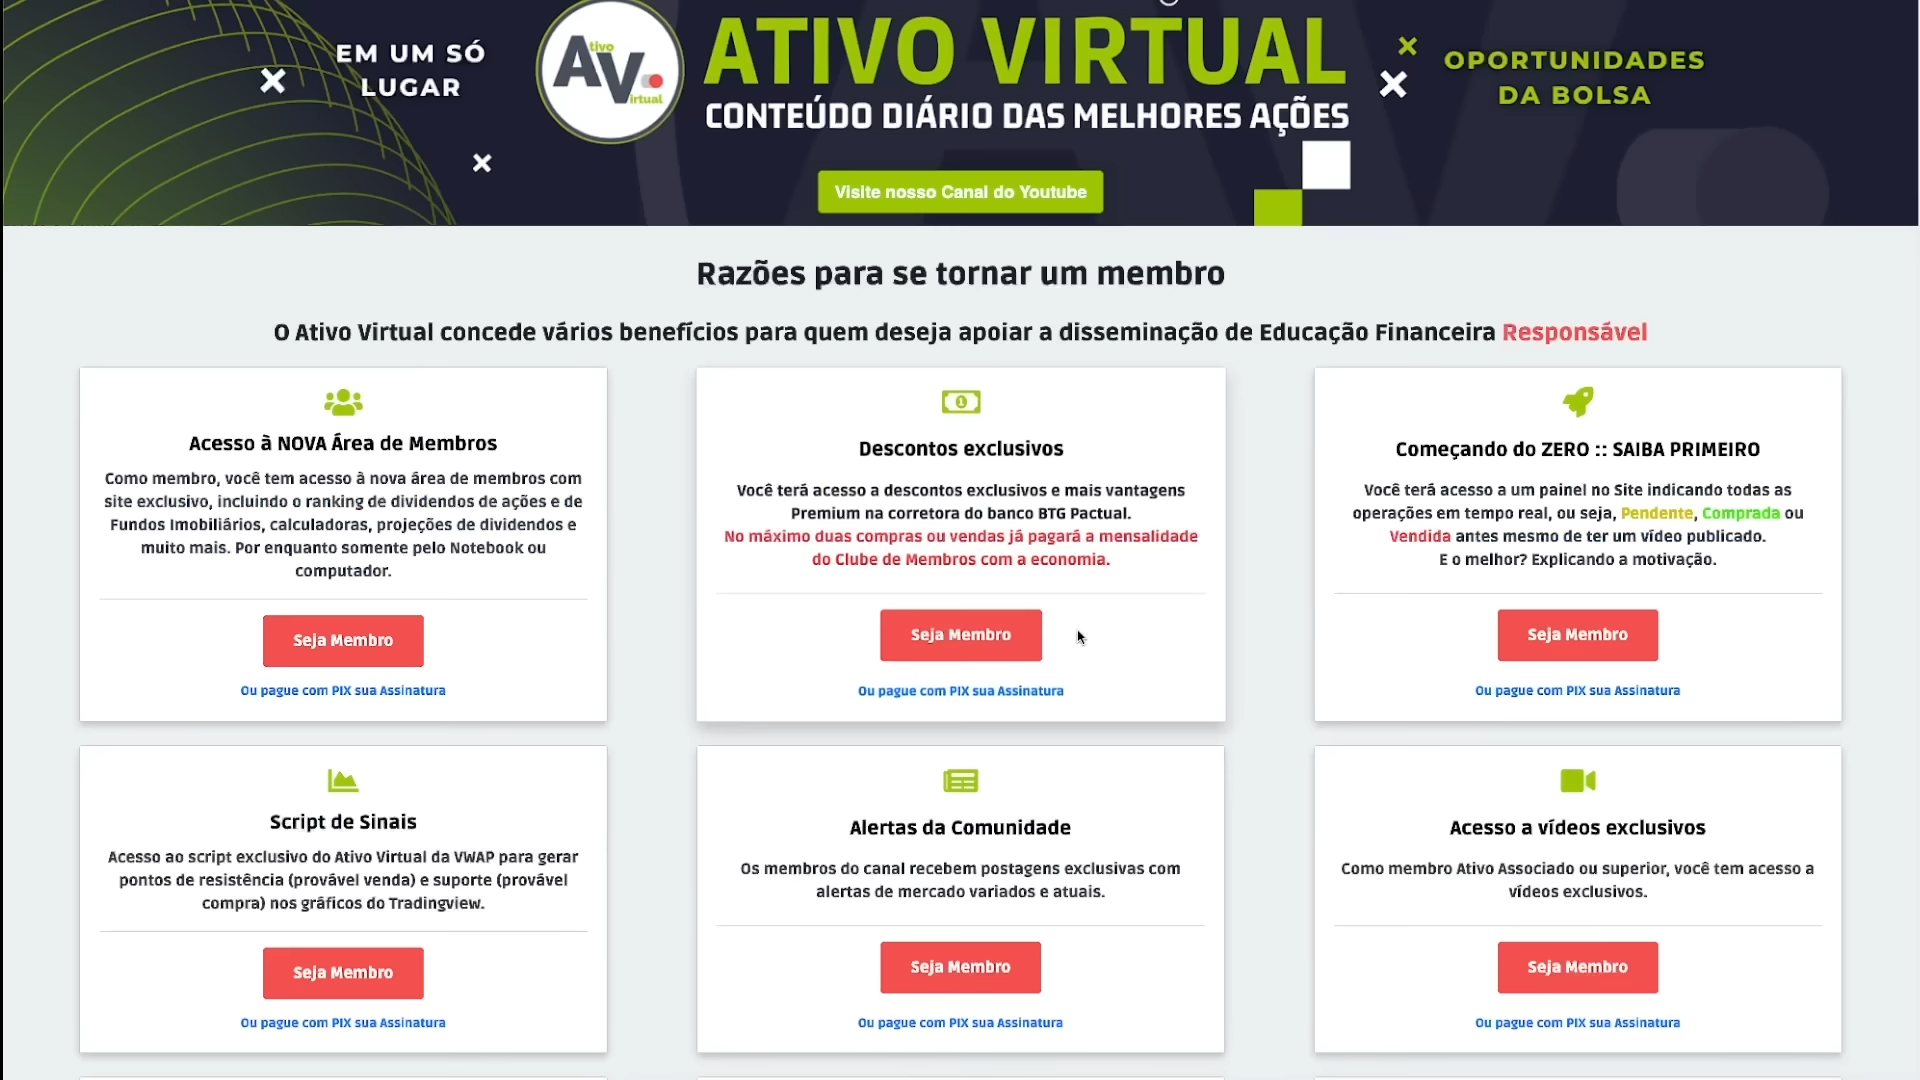 EM UM SÓ
LUGAR
Ativo
Virtual
ATIVO VIRTUAL
CONTEÚDO DIÁRIO DAS MELHORES AÇÕES
OPORTUNIDADES
DA BOLSA
Visite nosso Canal do Youtube
Razões para se tornar um membro
O Ativo Virtual concede vários benefícios para quem deseja apoiar a disseminação de Educação Financeira Responsável
Acesso à NOVA Área de Membros
Como membro, você tem acesso à nova área de membros com
site exclusivo, incluindo o ranking de dividendos de ações e de
Fundos Imobiliários, calculadoras, projeções de dividendos e
muito mais. Por enquanto somente pelo Notebook ou
computador.
Seja Membro
Ou pague com PIX sua Assinatura
Descontos exclusivos
Você terá acesso a descontos exclusivos e mais vantagens
Premium na corretora do banco BTG Pactual.
No máximo duas compras ou vendas já pagará a mensalidade
do Clube de Membros com a economia.
Seja Membro
Ou pague com PIX sua Assinatura
Começando do ZERO :: SAIBA PRIMEIRO
Você terá acesso a um painel no Site indicando todas as
operações em tempo real, ou seja, Pendente, Comprada ou
Vendida antes mesmo de ter um vídeo publicado.
E o melhor? Explicando a motivação.
Seja Membro
Ou pague com PIX sua Assinatura
Script de Sinais
Acesso ao script exclusivo do Ativo Virtual da VWAP para gerar
pontos de resistência (provável venda) e suporte (provável
compra) nos gráficos do Tradingview.
Seja Membro
Ou pague com PIX sua Assinatura
Alertas da Comunidade
Os membros do canal recebem postagens exclusivas com
alertas de mercado variados e atuais.
Seja Membro
Ou pague com PIX sua Assinatura
Acesso a vídeos exclusivos
Como membro Ativo Associado ou superior, você tem acesso a
vídeos exclusivos.
Seja Membro
Ou pague com PIX sua Assinatura